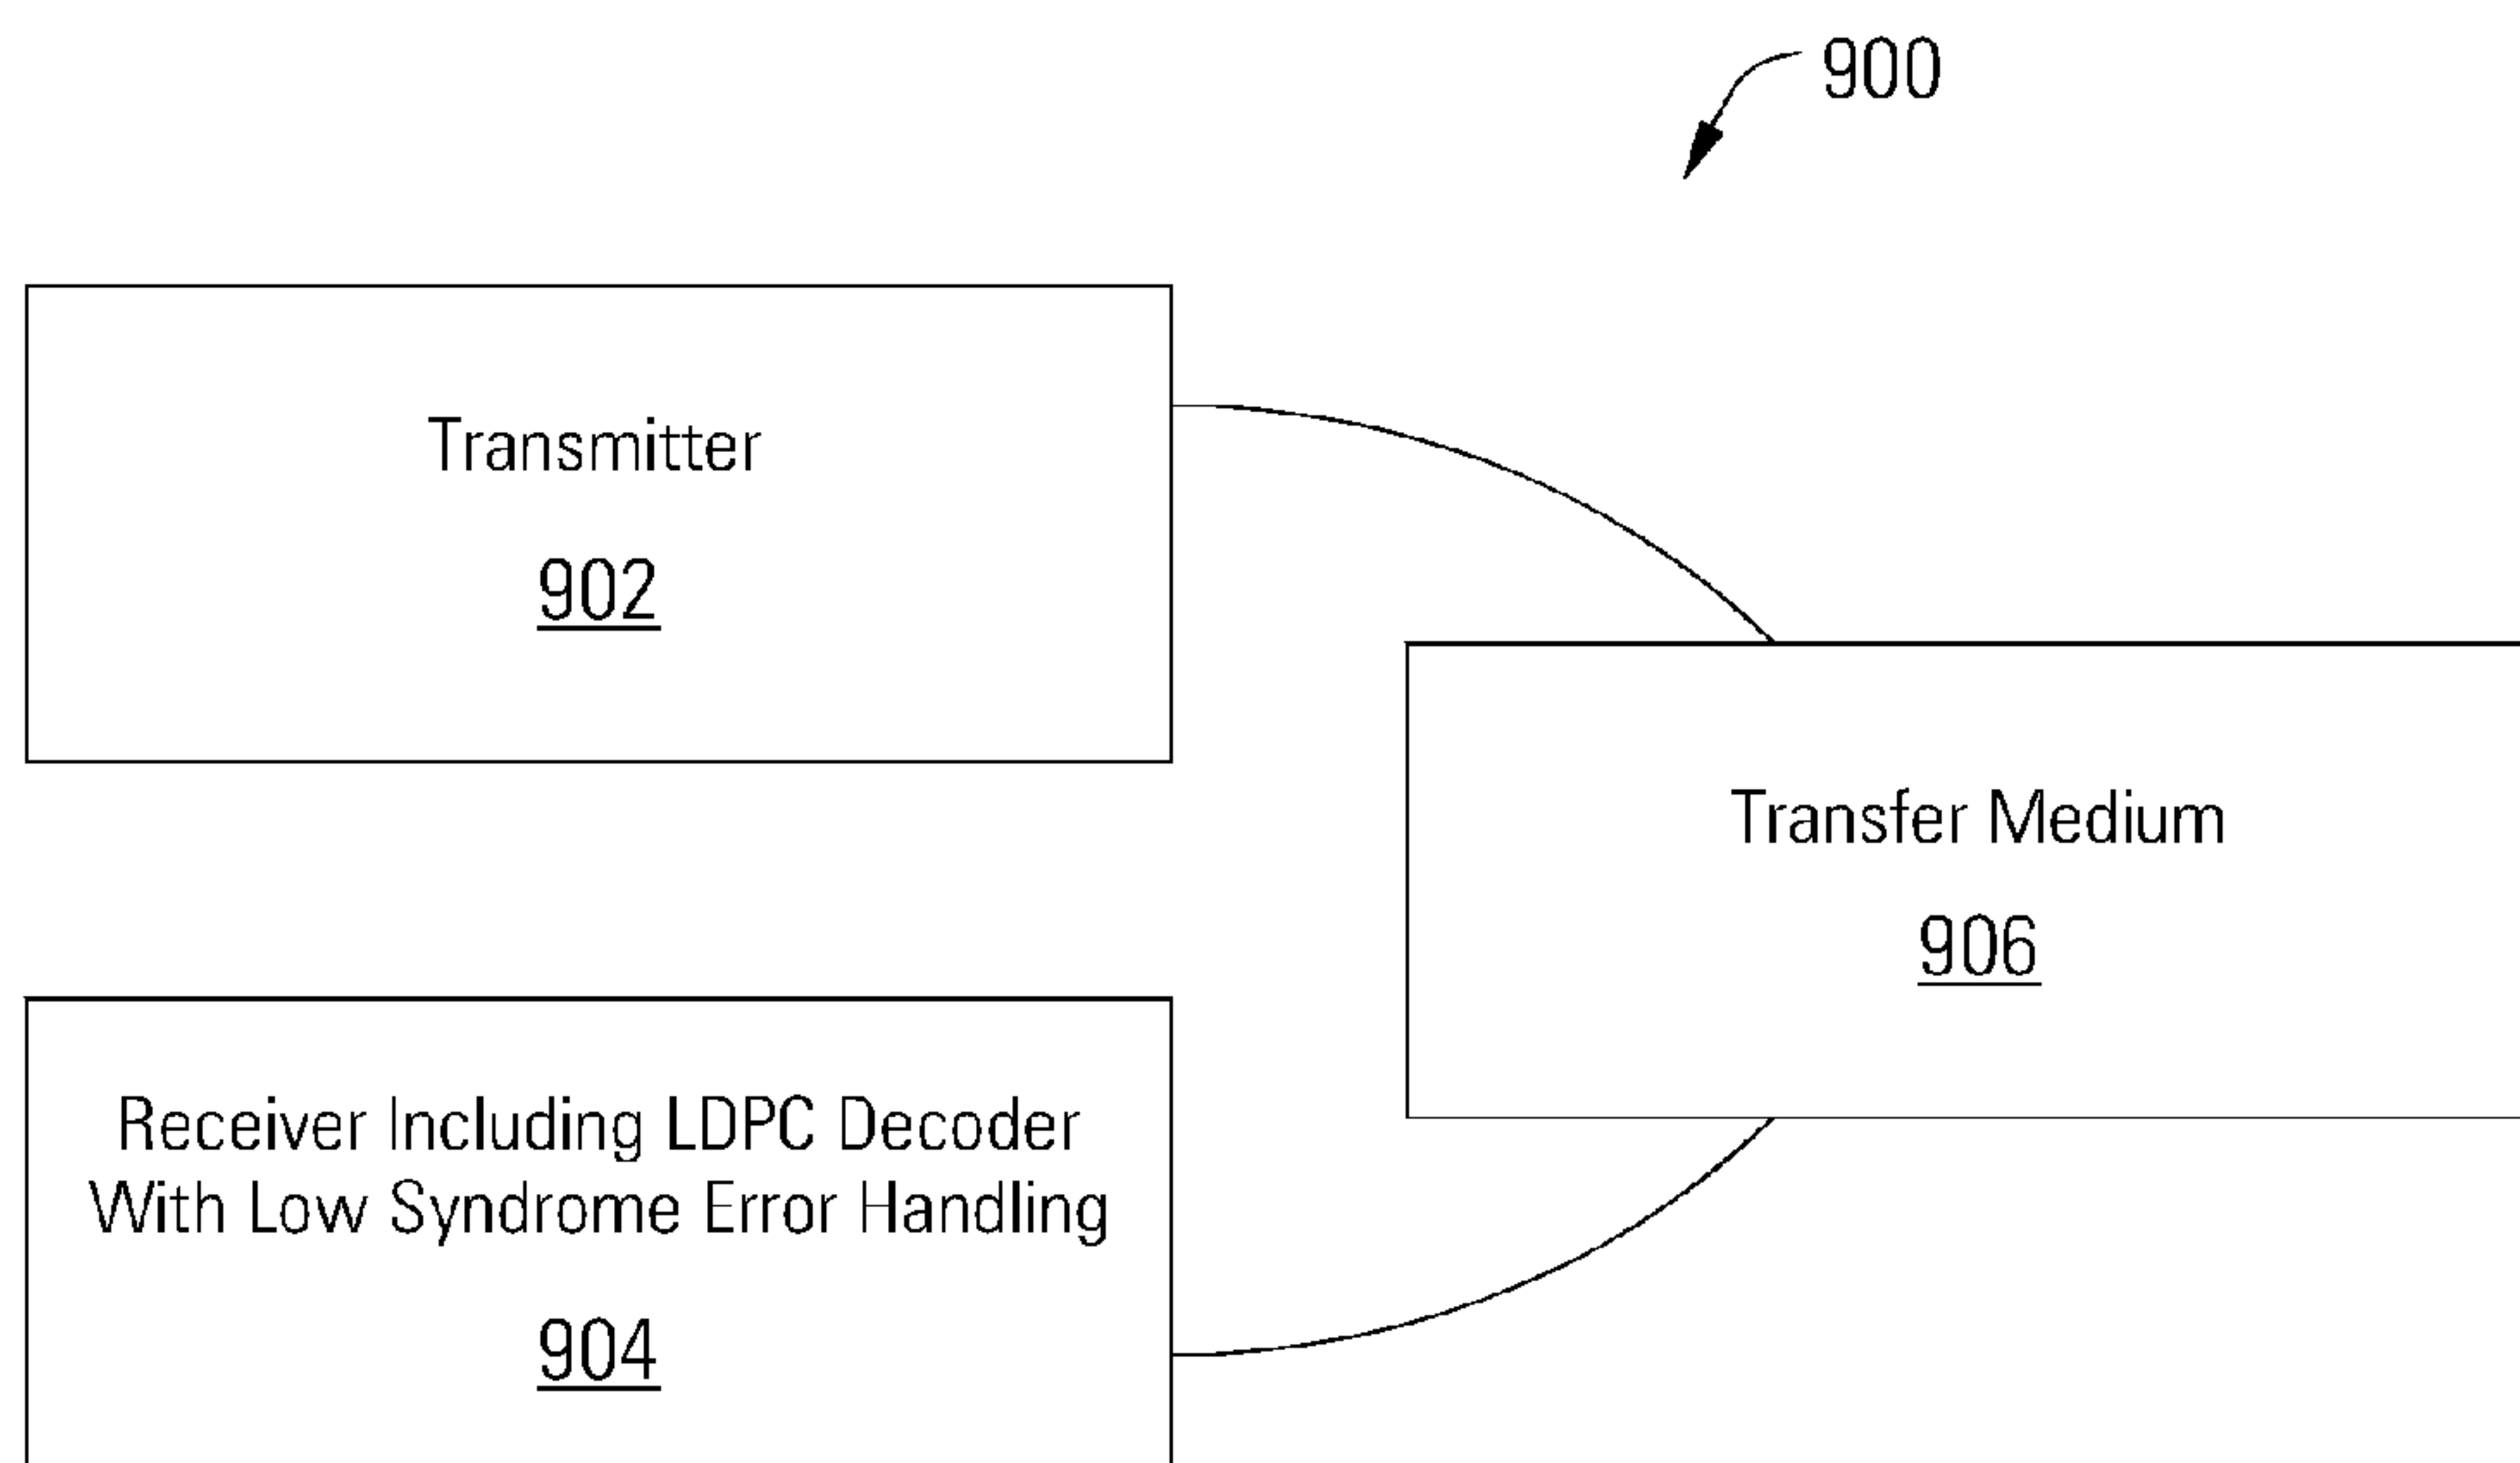 900
Transmitter
902
Transfer Medium
906
Receiver Including LDPC Decoder
With Low Syndrome Error Handling
904